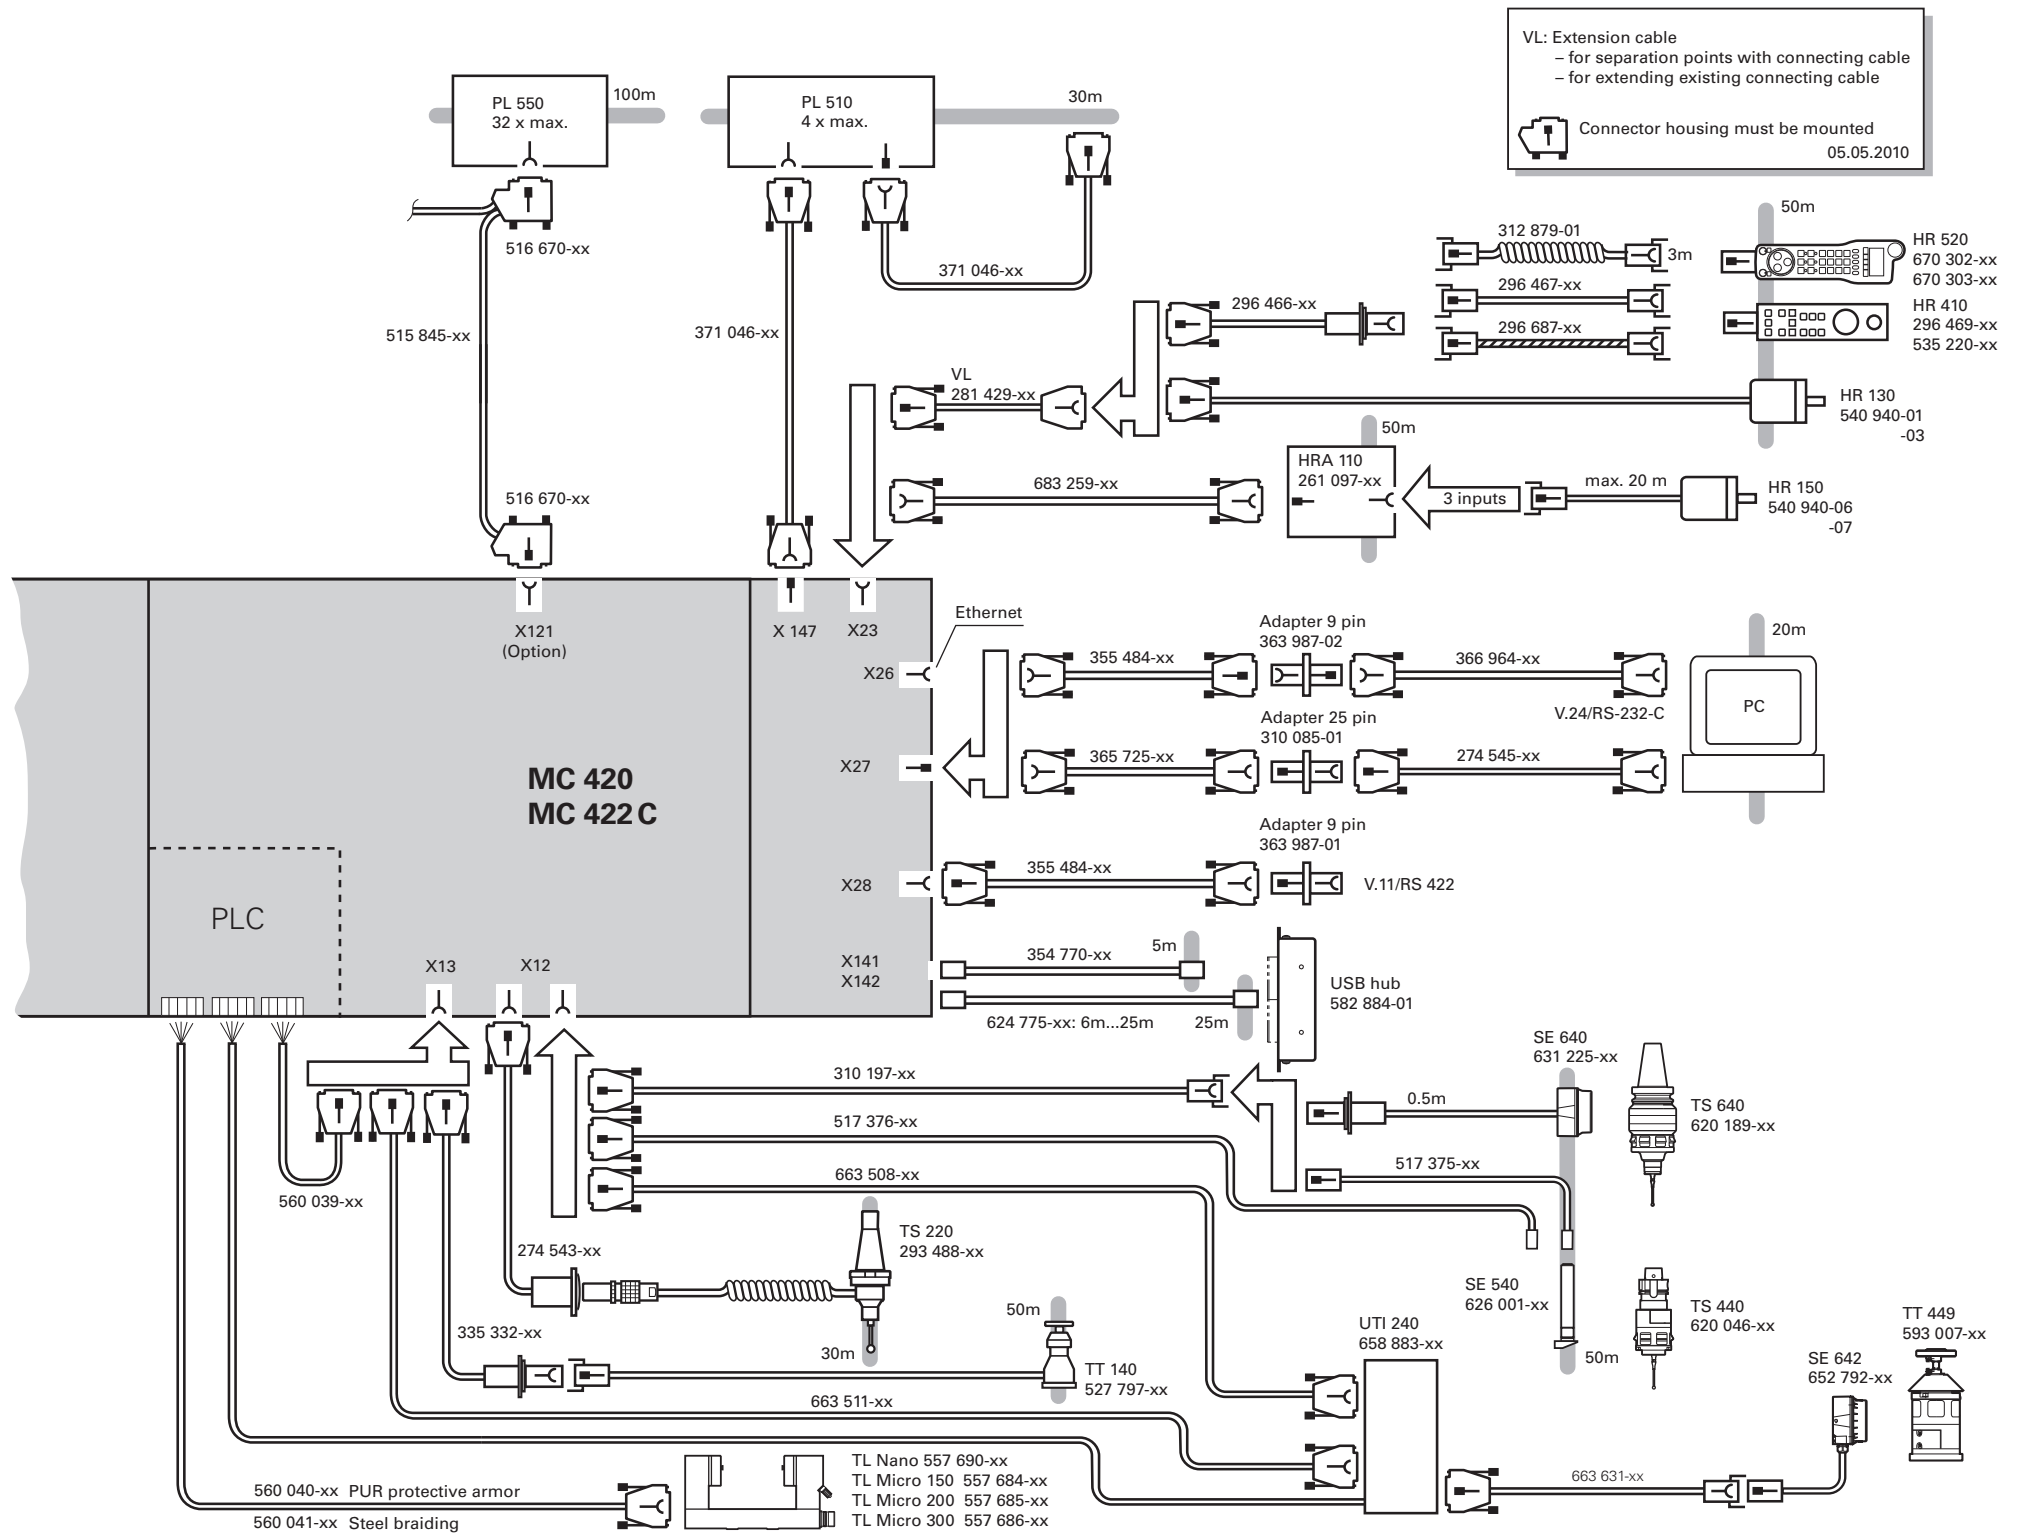 VL: Extension cable
– for separation points with connecting cable
– for extending existing connecting cable
Connector housing must be mounted
05.05.2010
PL 550
32 x max.
100m
PL 510
4 x max.
30m
516 670-xx
371 046-xx
515 845-xx
371 046-xx
516 670-xx
50m
312 879-01
3m
296 467-xx
296 687-xx
296 466-xx
HR 520
670 302-xx
670 303-xx
HR 410
296 469-xx
535 220-xx
VL
281 429-xx
HR 130
540 940-01
-03
50m
683 259-xx
HRA 110
261 097-xx
3 inputs
max. 20 m
HR 150
540 940-06
-07
X121
(Option)
X 147
X23
Ethernet
X26
355 484-xx
Adapter 9 pin
363 987-02
366 964-xx
V.24/RS-232-C
20m
PC
X27
365 725-xx
Adapter 25 pin
310 085-01
274 545-xx
MC 420
MC 422 C
X28
355 484-xx
Adapter 9 pin
363 987-01
V.11/RS 422
PLC
X13
X12
X141
X142
354 770-xx
5m
624 775-xx: 6m...25m
25m
USB hub
582 884-01
310 197-xx
517 376-xx
663 508-xx
SE 640
631 225-xx
0.5m
517 375-xx
TS 640
620 189-xx
560 039-xx
274 543-xx
TS 220
293 488-xx
30m
335 332-xx
50m
TT 140
527 797-xx
SE 540
626 001-xx
50m
TS 440
620 046-xx
UTI 240
658 883-xx
TT 449
593 007-xx
SE 642
652 792-xx
663 511-xx
663 631-xx
560 040-xx PUR protective armor
560 041-xx Steel braiding
TL Nano 557 690-xx
TL Micro 150 557 684-xx
TL Micro 200 557 685-xx
TL Micro 300 557 686-xx